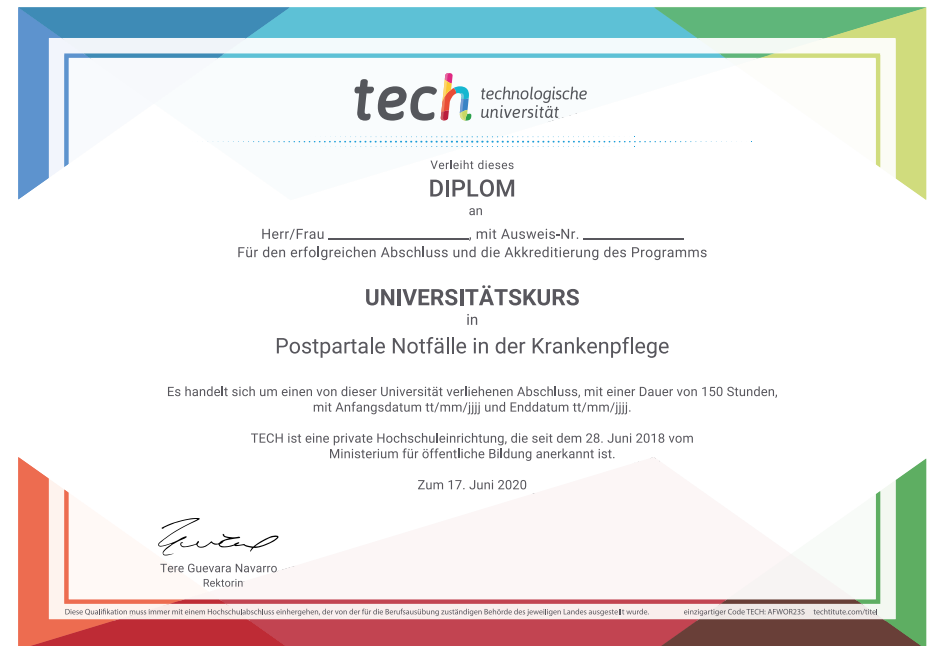 tech technologische
universität
Verleiht dieses
DIPLOM
an
Herr/Frau ____________, mit Ausweis-Nr. ____________
Für den erfolgreichen Abschluss und die Akkreditierung des Programms
UNIVERSITÄTSKURS
in
Postpartale Notfälle in der Krankenpflege
Es handelt sich um einen von dieser Universität verliehenen Abschluss, mit einer Dauer von 150 Stunden,
mit Anfangsdatum tt/mm/jjjj und Enddatum tt/mm/jjjj.
TECH ist eine private Hochschuleinrichtung, die seit dem 28. Juni 2018 vom
Ministerium für öffentliche Bildung anerkannt ist.
Zum 17. Juni 2020
Tere Guevara Navarro
Rektorin
Diese Qualifikation muss immer mit einem Hochschulabschluss einhergehen, der von der für die Berufsausübung zuständigen Behörde des jeweiligen Landes ausgestellt wurde. einzigartiger Code TECH: AFWOR23S techtitute.com/titel